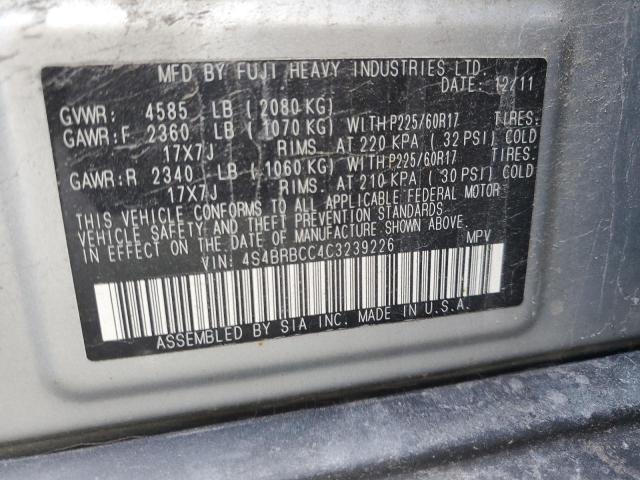 MFD BY FUJI HEAVY INDUSTRIES LTD.
DATE: 12/11
GVWR: 4585 LB ( 2080 KG)
GAWR:F 2360 LB ( 1070 KG) WITH P225/60R17 TIRES.
17X7J RIMS. AT 220 KPA ( 32 PSI) COLD
GAWR:R 2340 LB ( 1060 KG) WITH P225/60R17 TIRES.
17X7J RIMS. AT 210 KPA ( 30 PSI) COLD
THIS VEHICLE CONFORMS TO ALL APPLICABLE FEDERAL MOTOR
VEHICLE SAFETY AND THEFT PREVENTION STANDARDS
IN EFFECT ON THE DATE OF MANUFACTURE SHOWN ABOVE.
VIN: 4S4BRBCC4C3239226 MPV
ASSEMBLED BY SIA INC. MADE IN U.S.A.